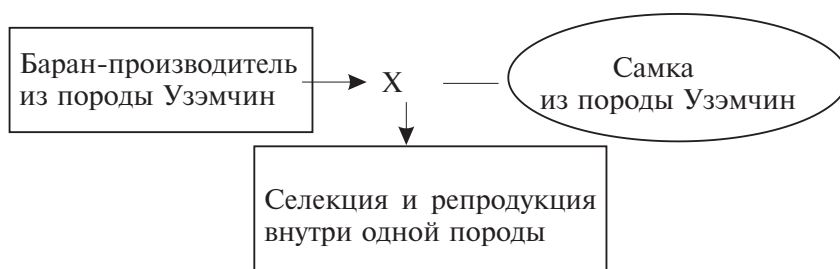 Баран-производитель
из породы Узэмчин
X
Самка
из породы Узэмчин
Селекция и репродукция
внутри одной породы